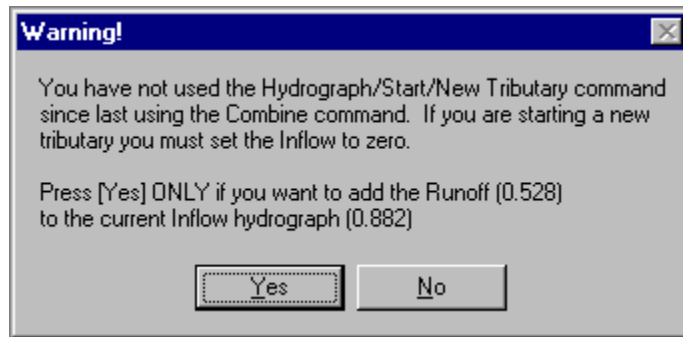 Warning!
You have not used the Hydrograph/Start/New Tributary command
since last using the Combine command.  If you are starting a new
tributary you must set the Inflow to zero.
Press [Yes] ONLY if you want to add the Runoff (0.528)
to the current Inflow hydrograph (0.882)
Yes No